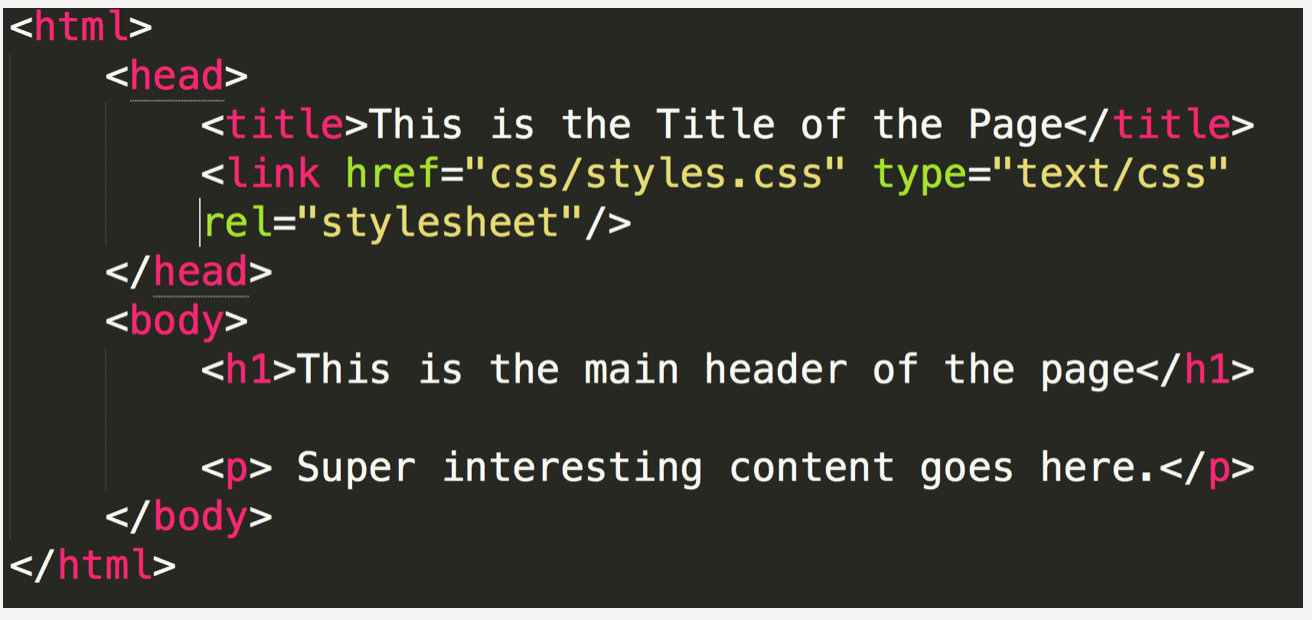 <html>
<head>
<title>This is the Title of the Page</title>
<link href="css/styles.css" type="text/css"
rel="stylesheet"/>
</head>
<body>
<h1>This is the main header of the page</h1>
<p> Super interesting content goes here.</p>
</body>
</html>